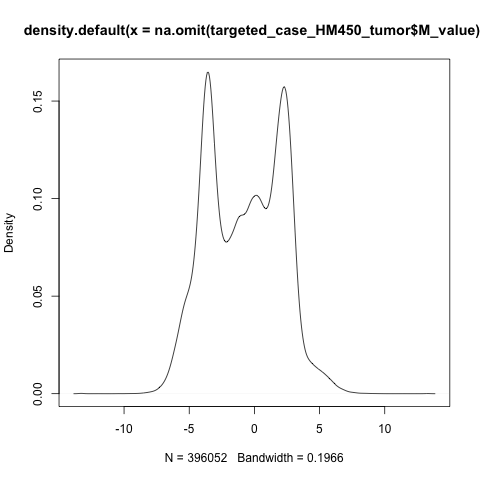 density.default(x = na.omit(targeted_case_HM450_tumor$M_value)
Density
0.15
0.10
0.05
0.00
-10 -5 0 5 10
N = 396052 Bandwidth = 0.1966